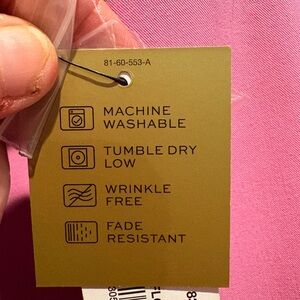 81-60-553-A
MACHINE
WASHABLE
TUMBLE DRY
LOW
WRINKLE
FREE
FADE
RESISTANT